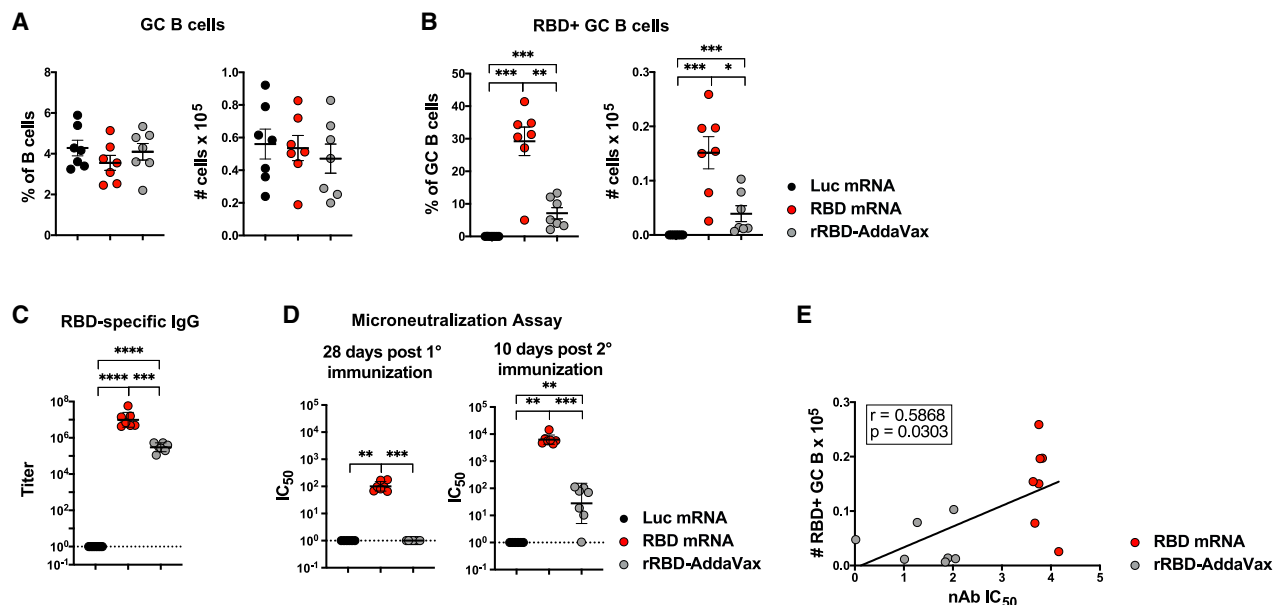 A
GC B cells
% of B cells
8
6
4
2
0
# cells x 10⁵
1.0
0.8
0.6
0.4
0.2
0.0
B
RBD+ GC B cells
% of GC B cells
50
40
30
20
10
0
***
*** **
# cells x 10⁵
0.3
0.2
0.1
0.0
***
*** *
Luc mRNA
RBD mRNA
rRBD-AddaVax
C
RBD-specific IgG
****
**** ***
Titer
10⁸
10⁶
10⁴
10²
10⁰
10⁻¹
D
Microneutralization Assay
28 days post 1°
immunization
IC₅₀
10⁵
10⁴
10³
10²
10¹
10⁰
10⁻¹
** ***
10 days post 2°
immunization
**
** ***
IC₅₀
10⁵
10⁴
10³
10²
10¹
10⁰
10⁻¹
Luc mRNA
RBD mRNA
rRBD-AddaVax
E
r = 0.5868
p = 0.0303
# RBD+ GC B x 10⁵
0.3
0.2
0.1
0.0
0 1 2 3 4 5
nAb IC₅₀
RBD mRNA
rRBD-AddaVax